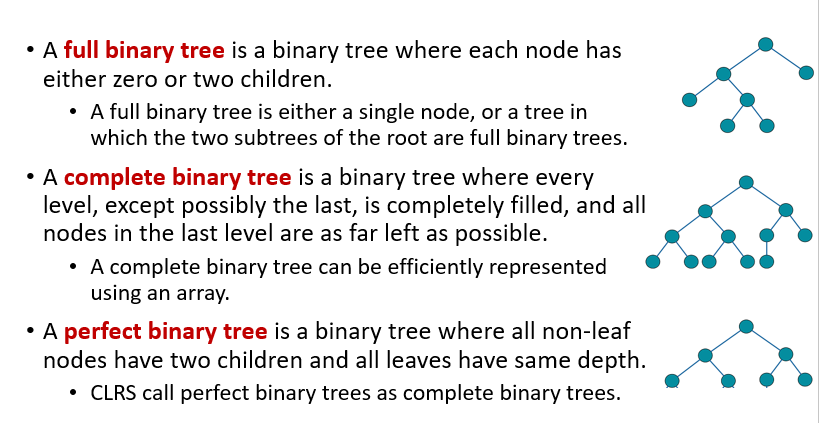 • A full binary tree is a binary tree where each node has
either zero or two children.
• A full binary tree is either a single node, or a tree in
which the two subtrees of the root are full binary trees.
• A complete binary tree is a binary tree where every
level, except possibly the last, is completely filled, and all
nodes in the last level are as far left as possible.
• A complete binary tree can be efficiently represented
using an array.
• A perfect binary tree is a binary tree where all non-leaf
nodes have two children and all leaves have same depth.
• CLRS call perfect binary trees as complete binary trees.